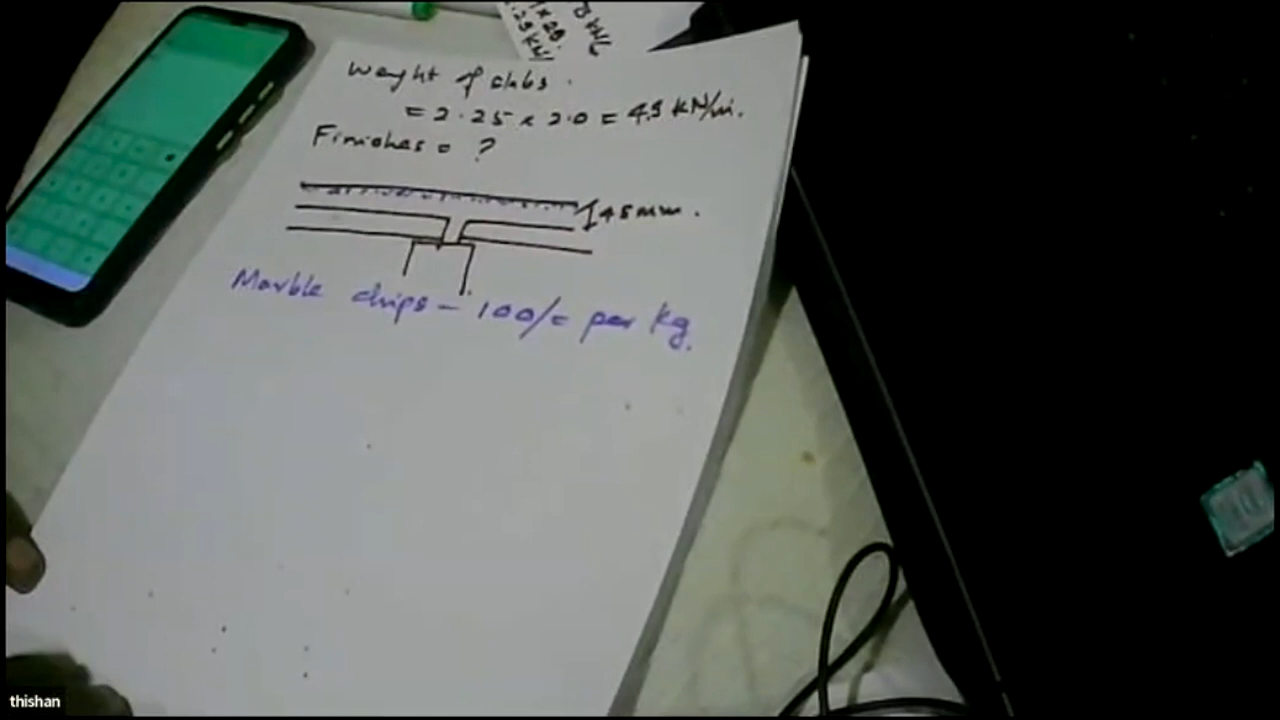 Weight of slabs.
= 2.25 x 2.0 = 4.5 kN/m.
Finishes = ?
45mm.
Marble chips – 100/= per kg.
thishan